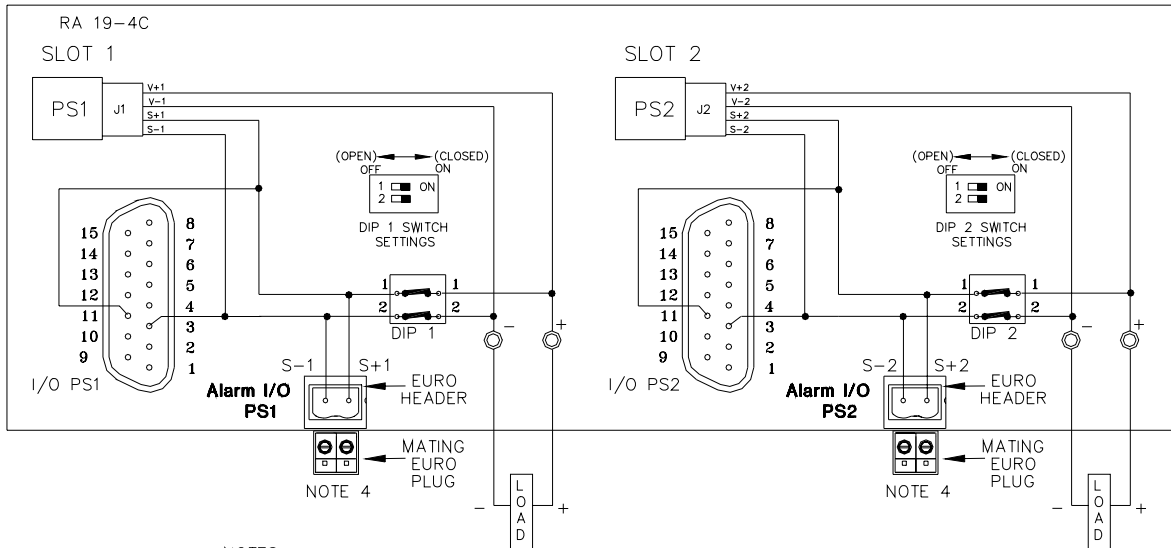 RA 19-4C
SLOT 1
PS1
J1
V+1
V-1
S+1
S-1
(OPEN) (CLOSED)
OFF ON
1 ON
2
DIP 1 SWITCH
SETTINGS
15
14
13
12
11
10
9
8
7
6
5
4
3
2
1
I/O PS1
1 1
2 2
DIP 1
- +
S-1 S+1
Alarm I/O
PS1
EURO
HEADER
MATING
EURO
PLUG
NOTE 4
- LOAD +
SLOT 2
PS2
J2
V+2
V-2
S+2
S-2
(OPEN) (CLOSED)
OFF ON
1 ON
2
DIP 2 SWITCH
SETTINGS
15
14
13
12
11
10
9
8
7
6
5
4
3
2
1
I/O PS2
1 1
2 2
DIP 2
- +
S-2 S+2
Alarm I/O
PS2
EURO
HEADER
MATING
EURO
PLUG
NOTE 4
- LOAD +